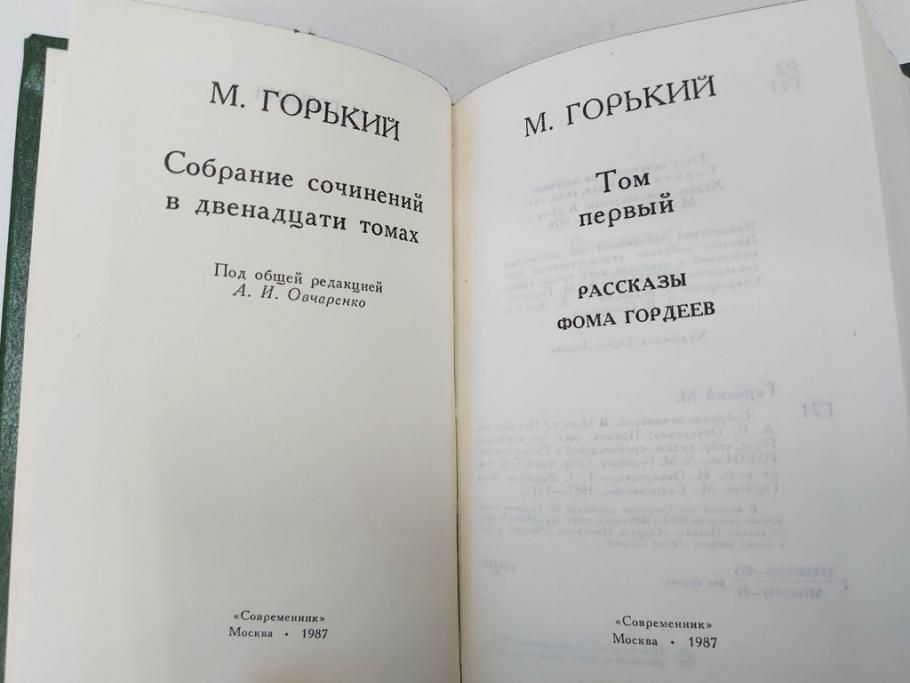 М. ГОРЬКИЙ
Собрание сочинений
в двенадцати томах
Под общей редакцией
А. И. Овчаренко
«Современник»
Москва • 1987
М. ГОРЬКИЙ
Том
первый
РАССКАЗЫ
ФОМА ГОРДЕЕВ
«Современник»
Москва • 1987